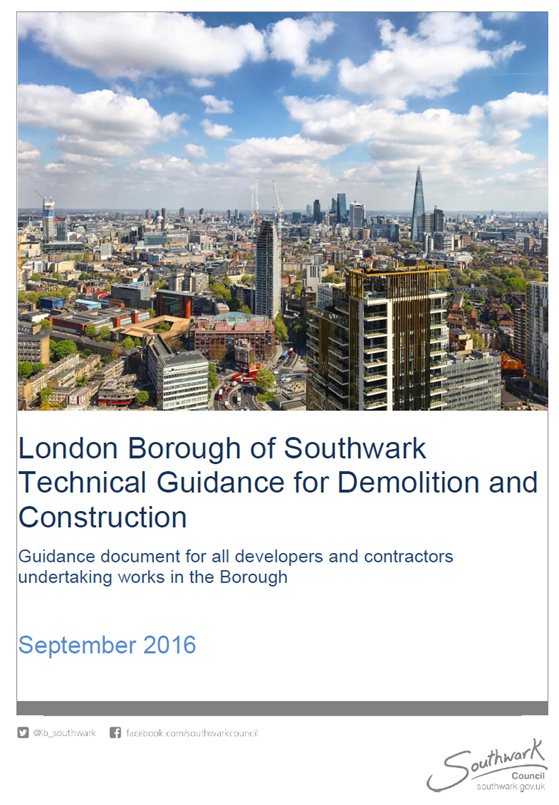 London Borough of Southwark
Technical Guidance for Demolition and
Construction
Guidance document for all developers and contractors
undertaking works in the Borough
September 2016
@lb_southwark facebook.com/southwarkcouncil
Southwark
Council
southwark.gov.uk